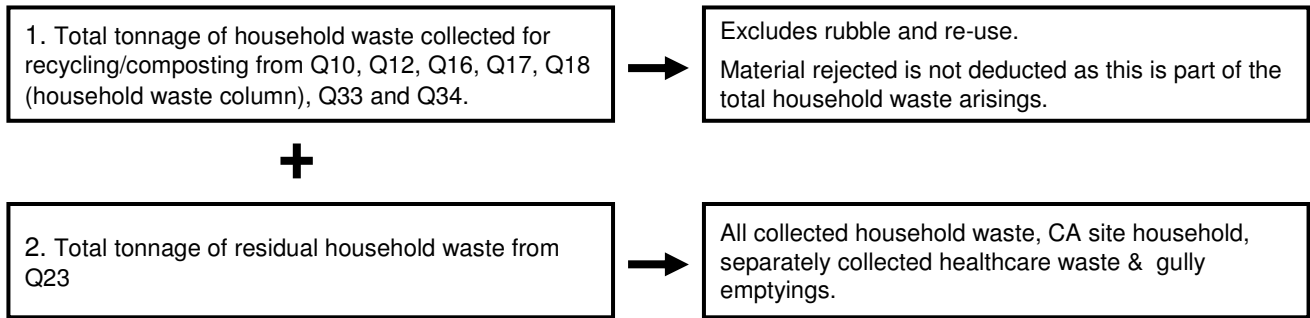 1. Total tonnage of household waste collected for
recycling/composting from Q10, Q12, Q16, Q17, Q18
(household waste column), Q33 and Q34.
Excludes rubble and re-use.
Material rejected is not deducted as this is part of the
total household waste arisings.
+
2. Total tonnage of residual household waste from
Q23
All collected household waste, CA site household,
separately collected healthcare waste & gully
emptyings.